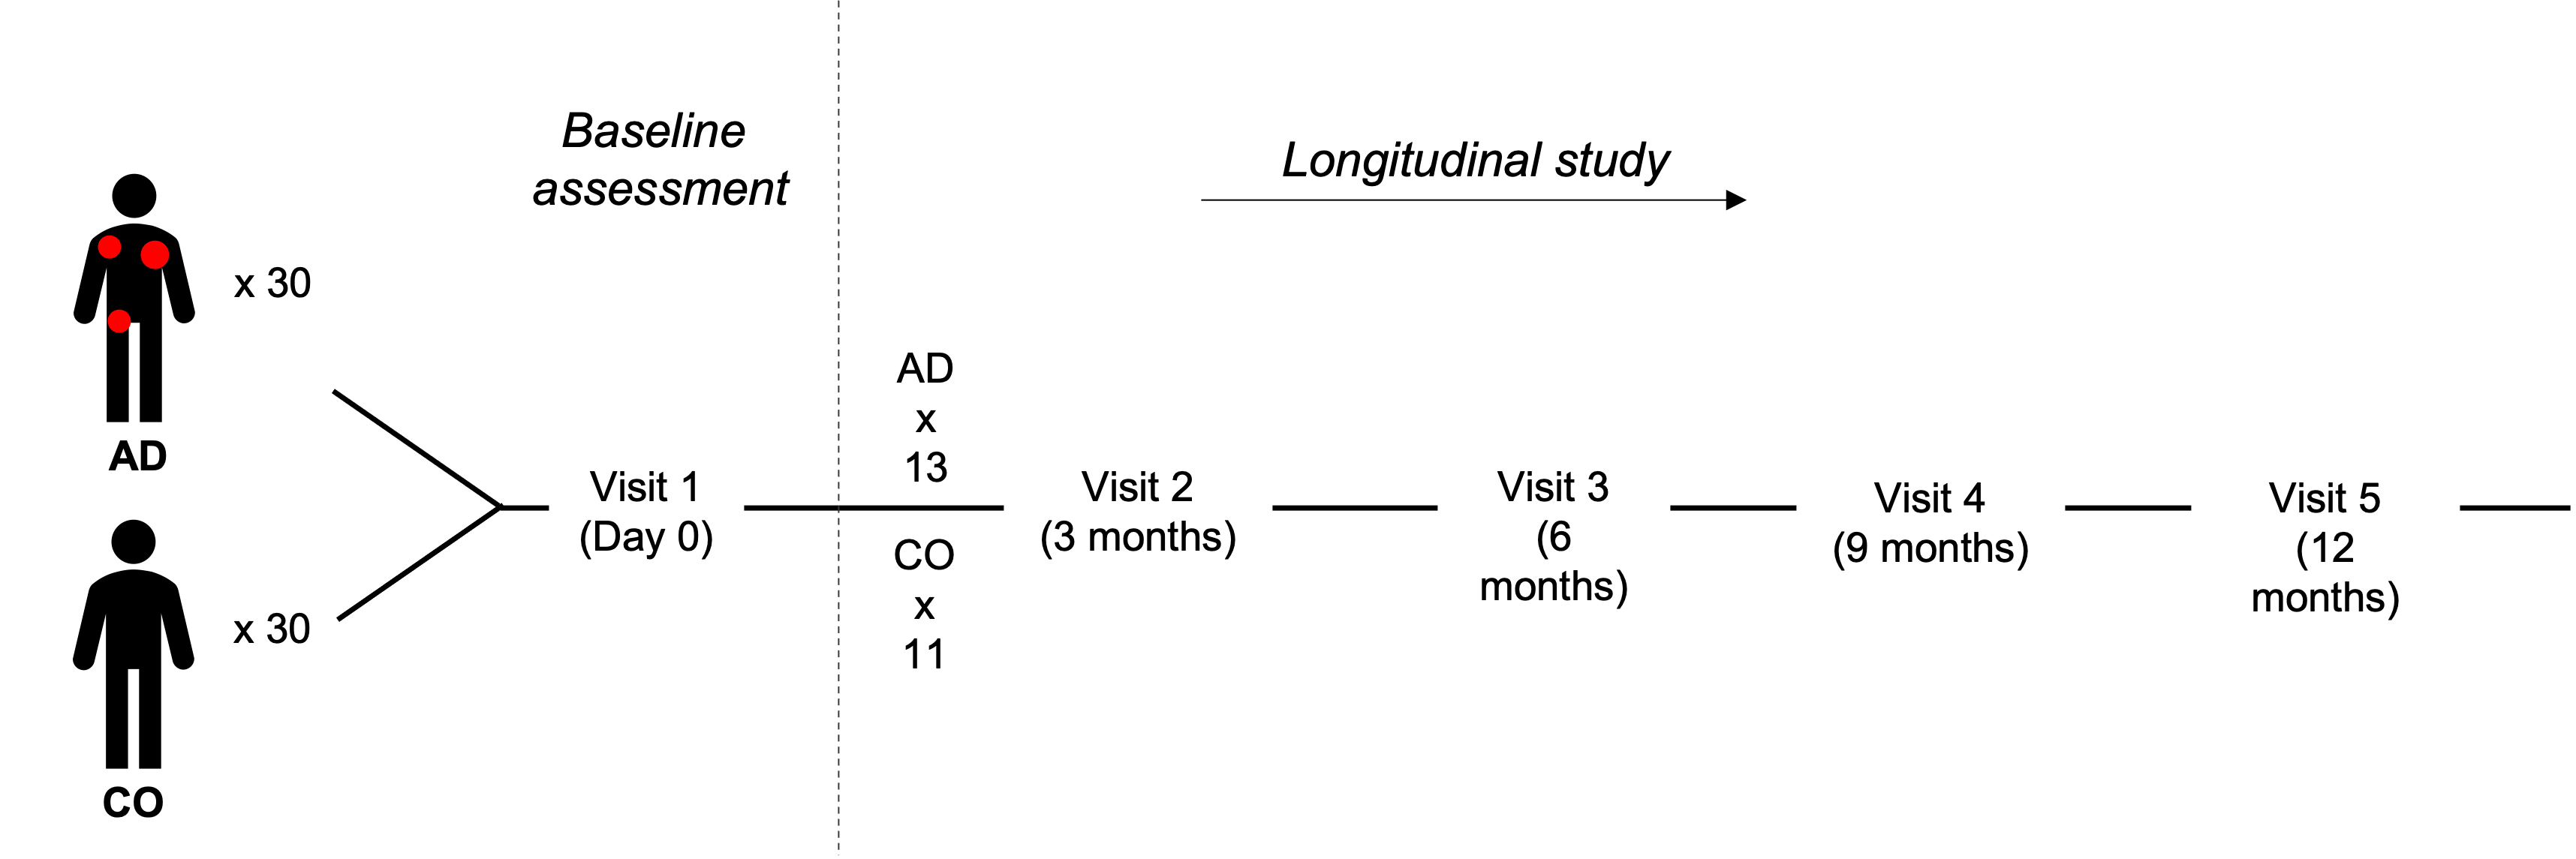 Baseline
assessment
Longitudinal study
x 30
AD
x 30
CO
Visit 1
(Day 0)
AD
x
13
CO
x
11
Visit 2
(3 months)
Visit 3
(6
months)
Visit 4
(9 months)
Visit 5
(12
months)